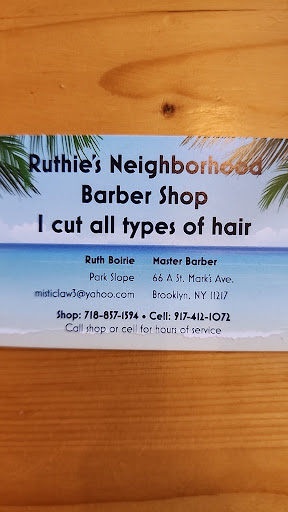 Ruthie's Neighborhood
Barber Shop
I cut all types of hair
Ruth Boirie Master Barber
Park Slope 66 A St. Mark's Ave.
misticlaw3@yahoo.com Brooklyn, NY 11217
Shop: 718-857-1594 • Cell: 917-412-1072
Call shop or cell for hours of service